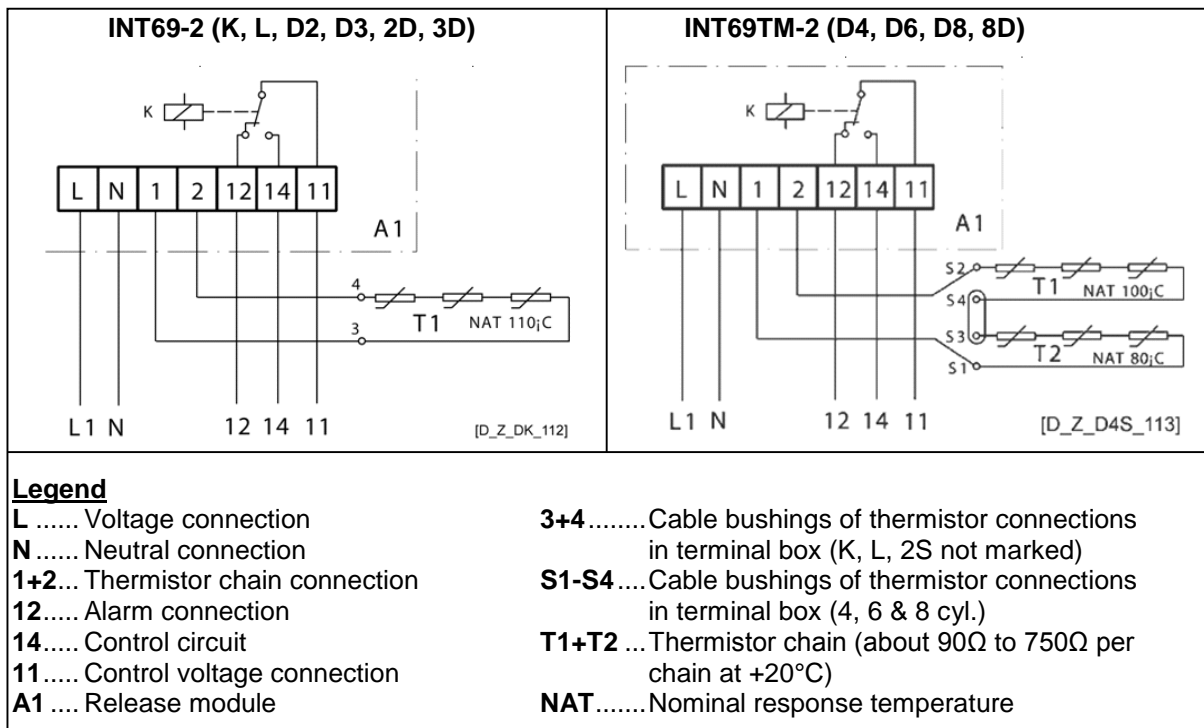 INT69-2 (K, L, D2, D3, 2D, 3D)
K
L N 1 2 12 14 11
A1
4
T1 NAT 110¡C
3
L1 N 12 14 11
[D_Z_DK_112]
INT69TM-2 (D4, D6, D8, 8D)
K
L N 1 2 12 14 11
A1
S2
T1 NAT 100¡C
S4
S3
T2 NAT 80¡C
S1
L1 N 12 14 11
[D_Z_D4S_113]
Legend
L ...... Voltage connection
N ...... Neutral connection
1+2... Thermistor chain connection
12..... Alarm connection
14..... Control circuit
11..... Control voltage connection
A1 .... Release module
3+4........Cable bushings of thermistor connections
in terminal box (K, L, 2S not marked)
S1-S4....Cable bushings of thermistor connections
in terminal box (4, 6 & 8 cyl.)
T1+T2 ...Thermistor chain (about 90Ω to 750Ω per
chain at +20°C)
NAT.......Nominal response temperature